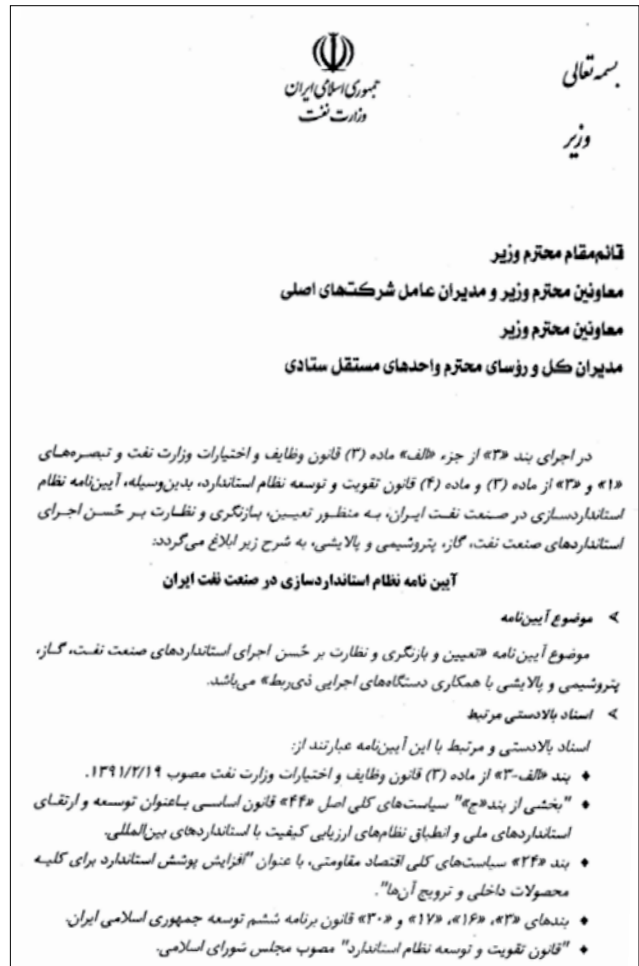 بسمه تعالی
جمهوری اسلامی ایران
وزارت نفت
وزیر
قائم‌مقام محترم وزیر
معاونین محترم وزیر و مدیران عامل شرکت‌های اصلی
معاونین محترم وزیر
مدیران کل و رؤسای محترم واحدهای مستقل ستادی
در اجرای بند «۳» از جزء «الف» ماده (۳) قانون وظایف و اختیارات وزارت نفت و تبصره‌های
«۱» و «۳» از ماده (۳) و ماده (۴) قانون تقویت و توسعه نظام استاندارد، بدین‌وسیله، آیین‌نامه نظام
استانداردسازی در صنعت نفت ایران، به منظور تعیین، بازنگری و نظارت بر حُسن اجرای
استانداردهای صنعت نفت، گاز، پتروشیمی و پالایشی، به شرح زیر ابلاغ می‌گردد:
آیین نامه نظام استانداردسازی در صنعت نفت ایران
➤ موضوع آیین‌نامه
موضوع آیین‌نامه «تعیین و بازنگری و نظارت بر حُسن اجرای استانداردهای صنعت نفت، گاز،
پتروشیمی و پالایشی با همکاری دستگاه‌های اجرایی ذی‌ربط» می‌باشد.
➤ اسناد بالادستی مرتبط
اسناد بالادستی و مرتبط با این آیین‌نامه عبارتند از:
♦ بند «الف-۳» از ماده (۳) قانون وظایف و اختیارات وزارت نفت مصوب ۱۳۹۱/۲/۱۹.
♦ "بخشی از بند«ج»" سیاست‌های کلی اصل «۴۴» قانون اساسی باعنوان توسعه و ارتقای
استانداردهای ملی و انطباق نظام‌های ارزیابی کیفیت با استانداردهای بین‌المللی.
♦ بند «۲۴» سیاست‌های کلی اقتصاد مقاومتی، با عنوان "افزایش پوشش استاندارد برای کلیه
محصولات داخلی و ترویج آن‌ها".
♦ بندهای «۳»، «۱۶»، «۱۷» و «۳۰» قانون برنامه ششم توسعه جمهوری اسلامی ایران.
♦ "قانون تقویت و توسعه نظام استاندارد" مصوب مجلس شورای اسلامی.